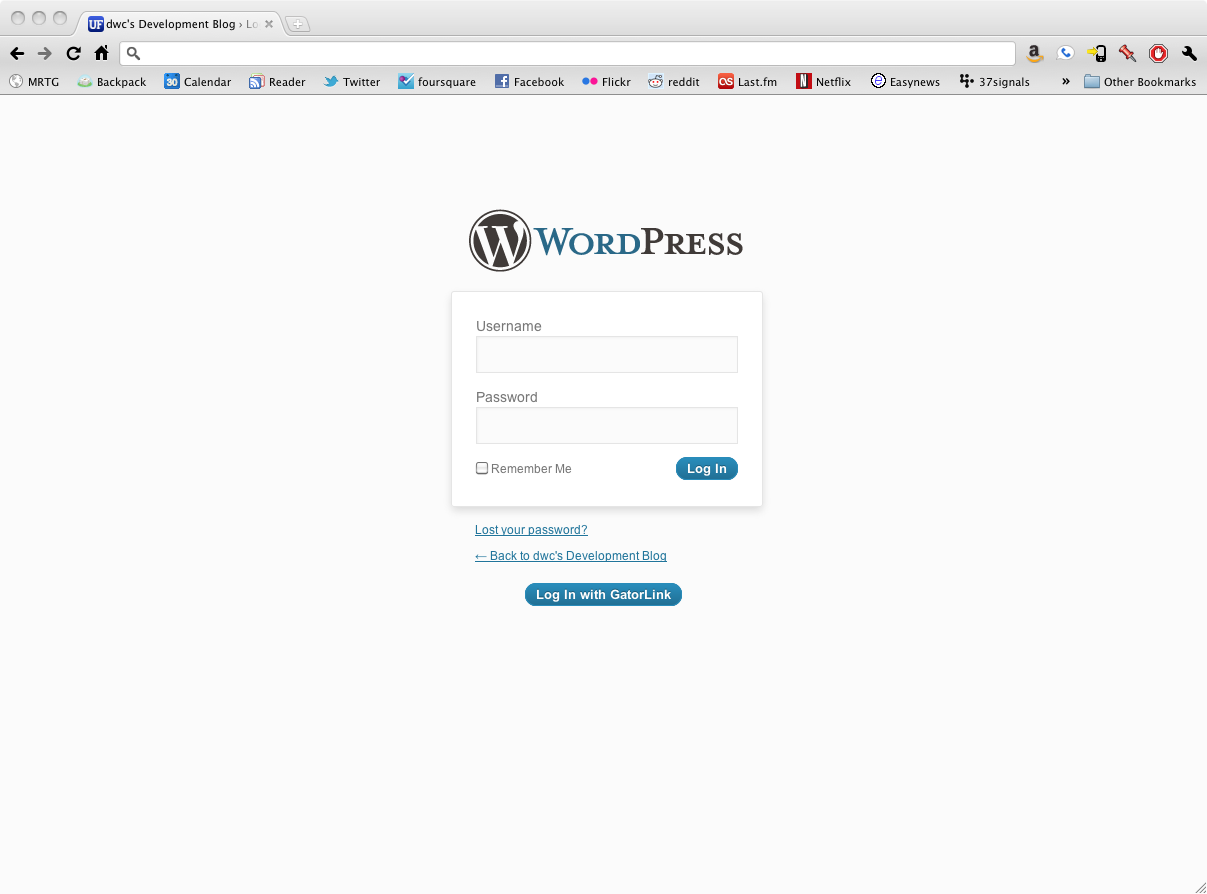 UF dwc's Development Blog › Lo
MRTG Backpack 30 Calendar Reader Twitter foursquare Facebook Flickr reddit Last.fm Netflix Easynews 37signals » Other Bookmarks
WORDPRESS
Username
Password
Remember Me Log In
Lost your password?
← Back to dwc's Development Blog
Log In with GatorLink